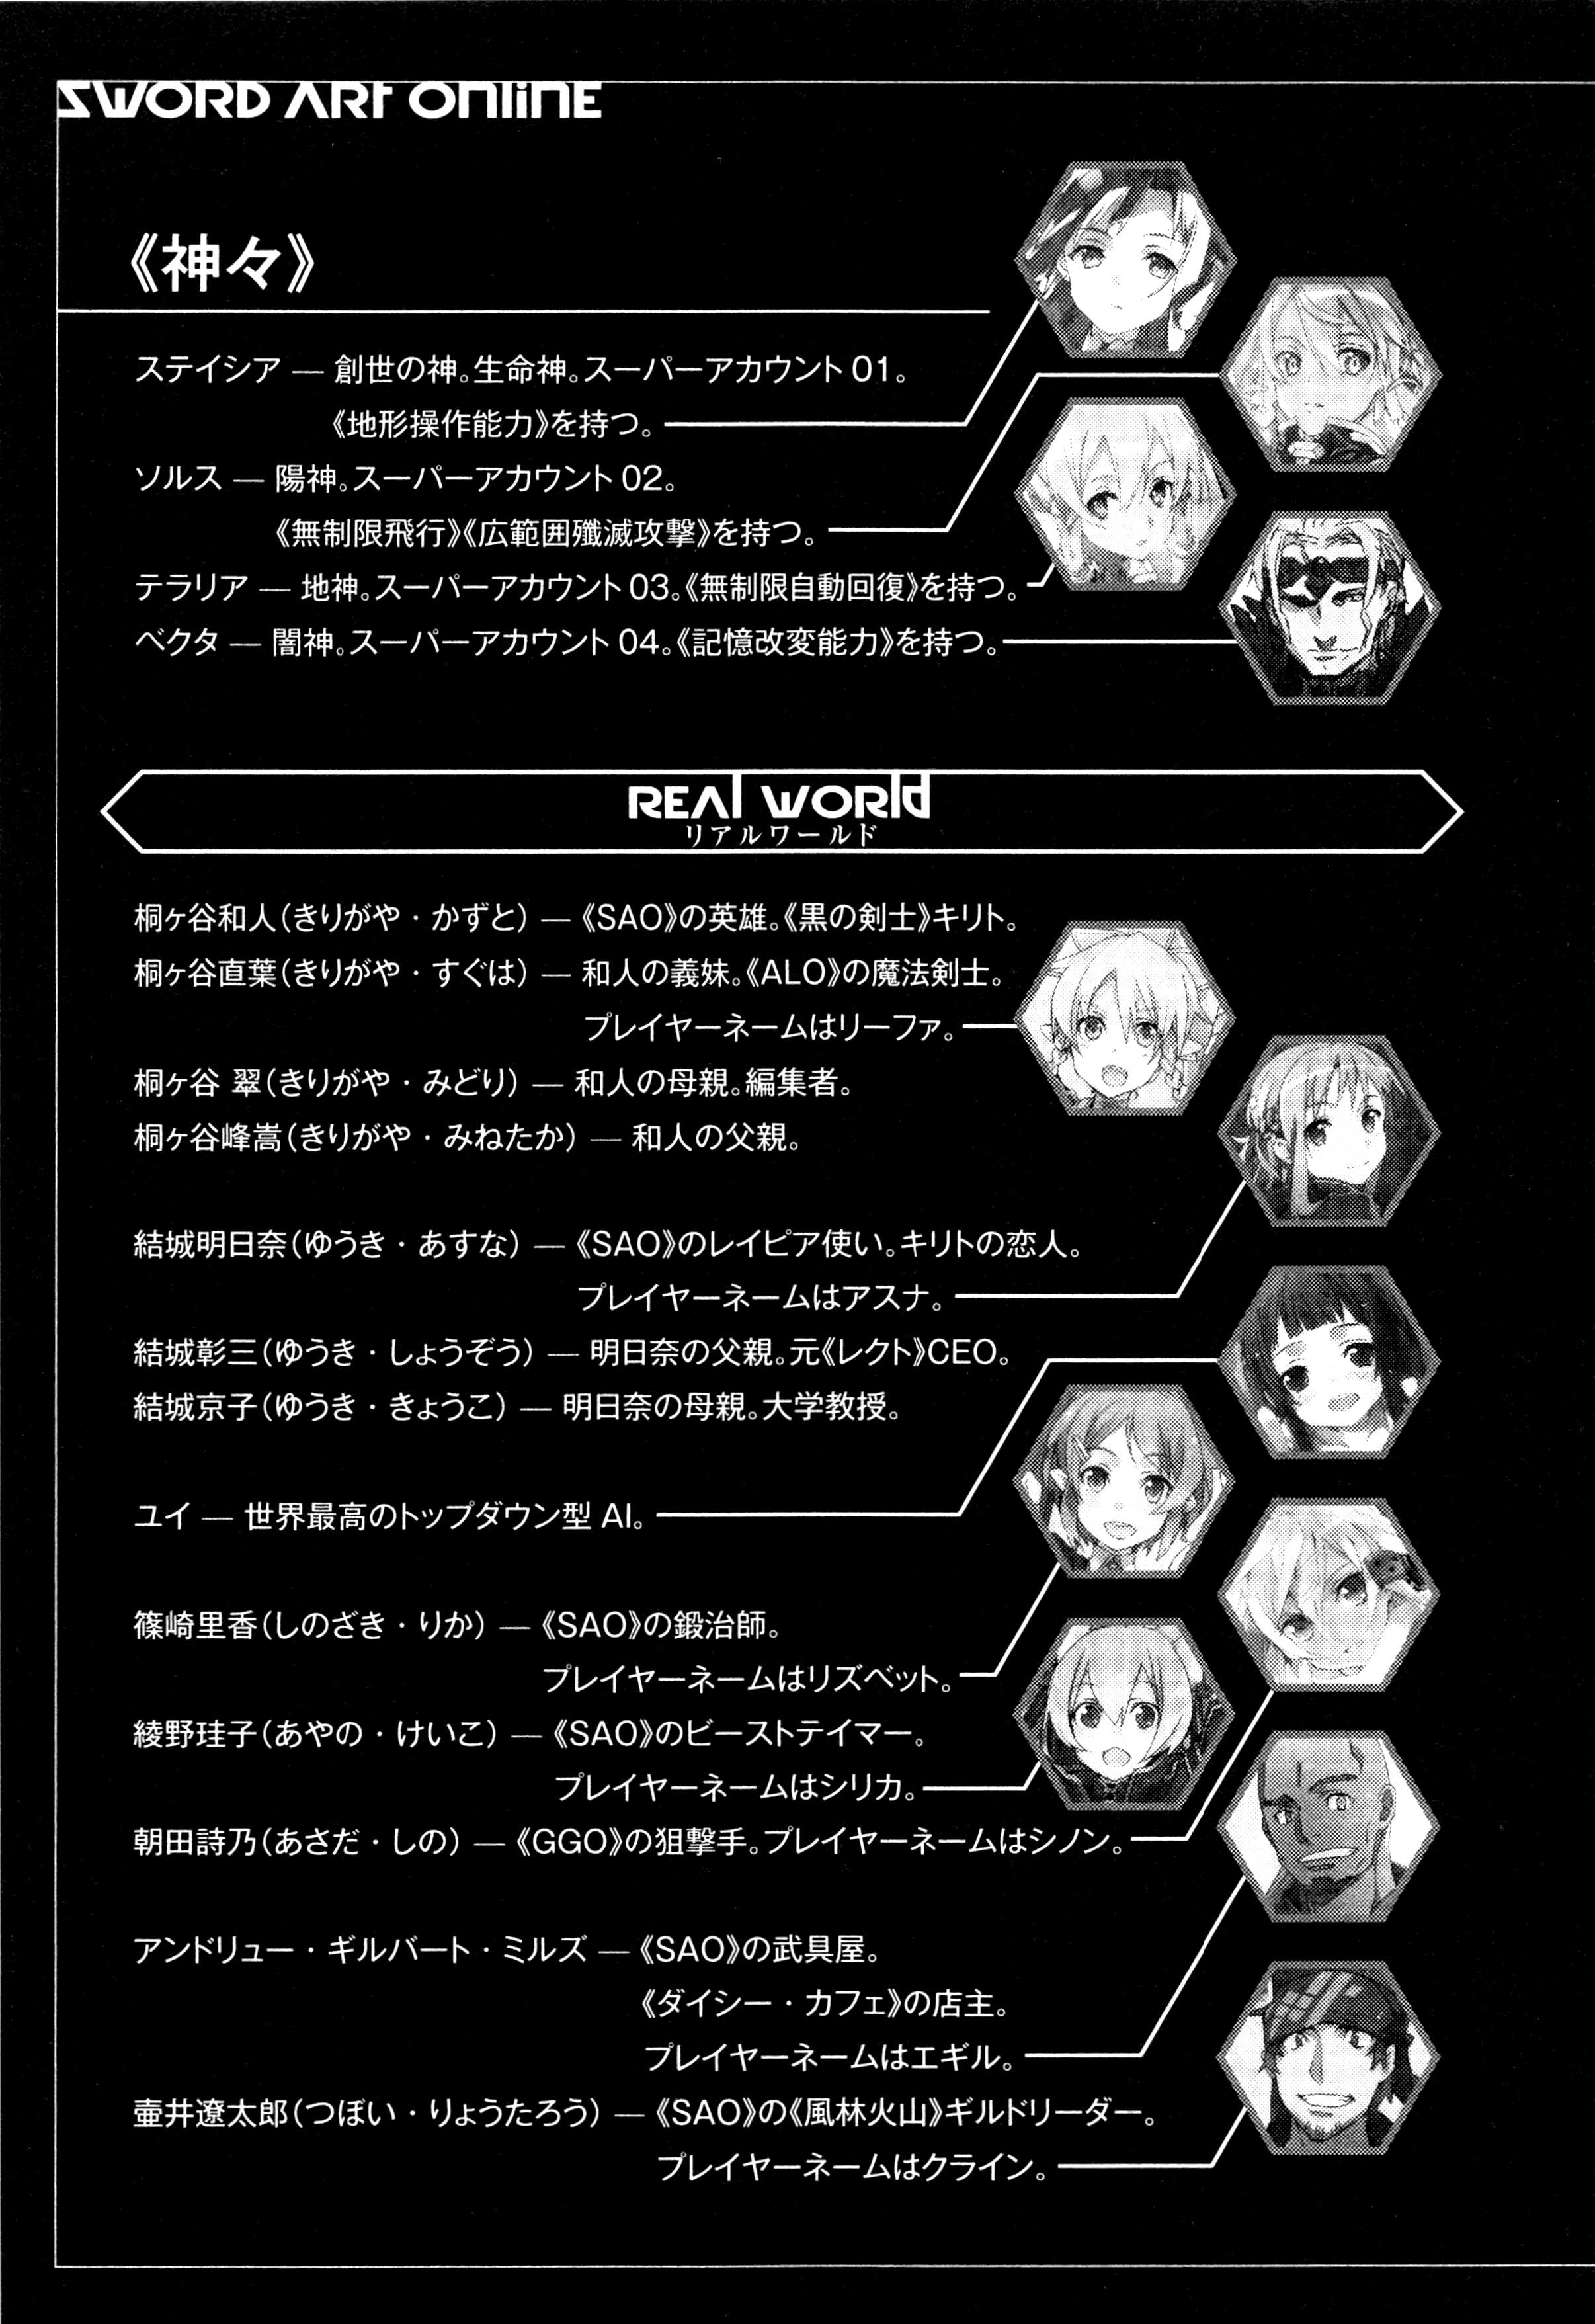 SWORD ART ONLINE
《神々》
ステイシア ― 創世の神。生命神。スーパーアカウント 01。
《地形操作能力》を持つ。
ソルス ― 陽神。スーパーアカウント 02。
《無制限飛行》《広範囲殲滅攻撃》を持つ。
テラリア ― 地神。スーパーアカウント 03。《無制限自動回復》を持つ。
ベクタ ― 闇神。スーパーアカウント 04。《記憶改変能力》を持つ。
REAL WORLD
リアルワールド
桐ヶ谷和人(きりがや・かずと) ― 《SAO》の英雄。《黒の剣士》キリト。
桐ヶ谷直葉(きりがや・すぐは) ― 和人の義妹。《ALO》の魔法剣士。
プレイヤーネームはリーファ。
桐ヶ谷 翠(きりがや・みどり) ― 和人の母親。編集者。
桐ヶ谷峰嵩(きりがや・みねたか) ― 和人の父親。
結城明日奈(ゆうき・あすな) ― 《SAO》のレイピア使い。キリトの恋人。
プレイヤーネームはアスナ。
結城彰三(ゆうき・しょうぞう) ― 明日奈の父親。元《レクト》CEO。
結城京子(ゆうき・きょうこ) ― 明日奈の母親。大学教授。
ユイ ― 世界最高のトップダウン型 AI。
篠崎里香(しのざき・りか) ― 《SAO》の鍛治師。
プレイヤーネームはリズベット。
綾野珪子(あやの・けいこ) ― 《SAO》のビーストテイマー。
プレイヤーネームはシリカ。
朝田詩乃(あさだ・しの) ― 《GGO》の狙撃手。プレイヤーネームはシノン。
アンドリュー・ギルバート・ミルズ ― 《SAO》の武具屋。
《ダイシー・カフェ》の店主。
プレイヤーネームはエギル。
壷井遼太郎(つぼい・りょうたろう) ― 《SAO》の《風林火山》ギルドリーダー。
プレイヤーネームはクライン。